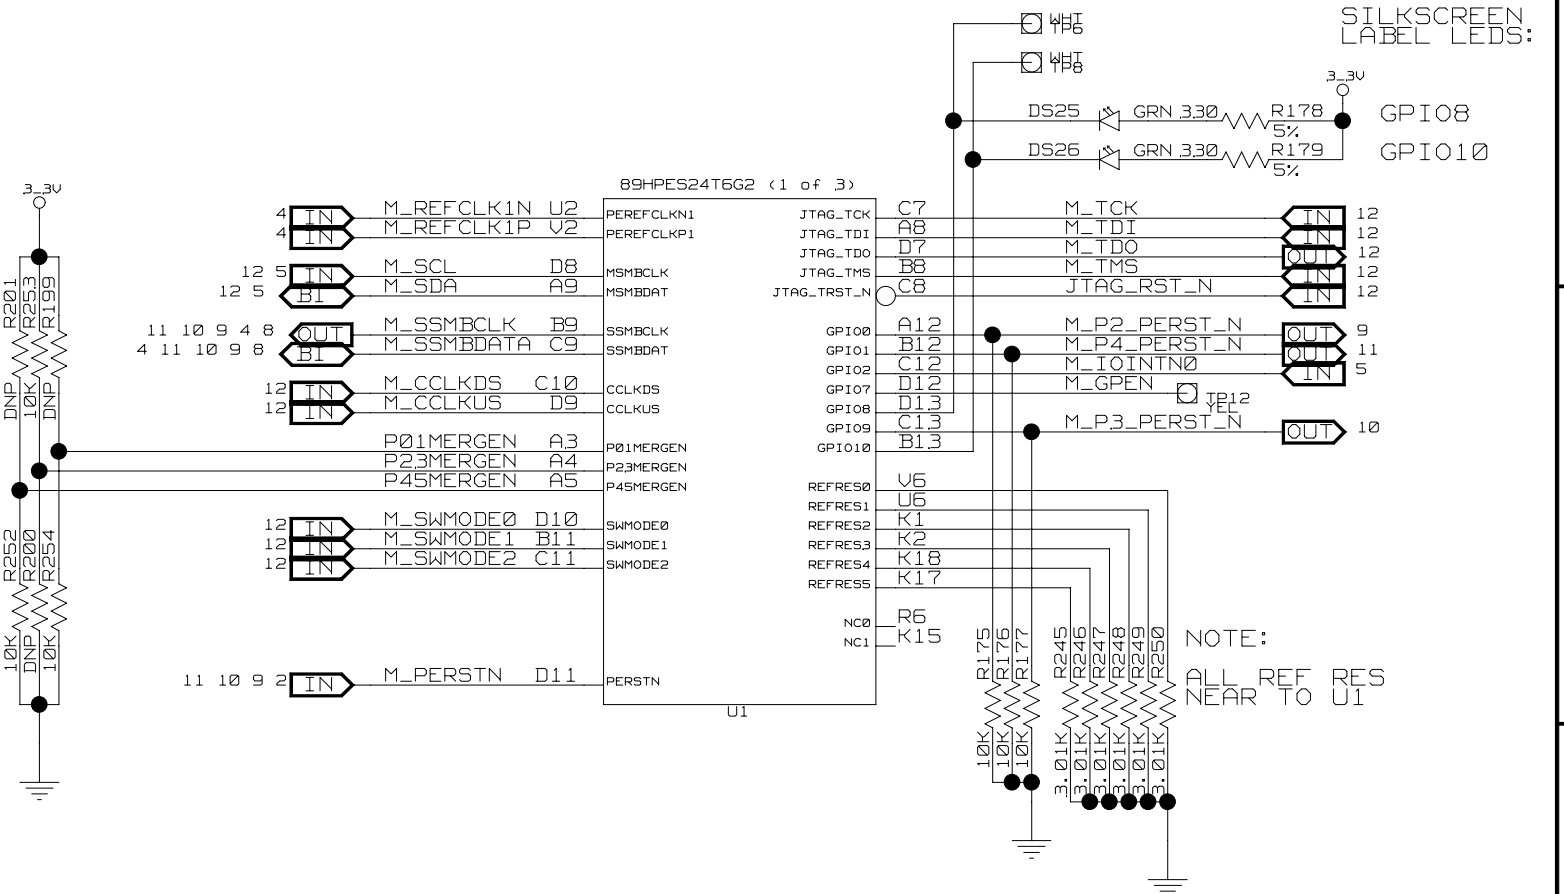 WHT
TP6
WHT
TP8
SILKSCREEN
LABEL LEDS:
3_3V
DS25 GRN 330 R178
5%
GPIO8
DS26 GRN 330 R179
5%
GPIO10
3_3V
89HPES24T6G2 (1 of 3)
4 IN M_REFCLK1N U2 PEREFCLKN1
4 IN M_REFCLK1P V2 PEREFCLKP1
12 5 IN M_SCL D8 MSMBCLK
12 5 BI M_SDA A9 MSMBDAT
11 10 9 4 8 OUT M_SSMBCLK B9 SSMBCLK
4 11 10 9 8 BI M_SSMBDATA C9 SSMBDAT
12 IN M_CCLKDS C10 CCLKDS
12 IN M_CCLKUS D9 CCLKUS
P01MERGEN A3 P01MERGEN
P23MERGEN A4 P23MERGEN
P45MERGEN A5 P45MERGEN
12 IN M_SWMODE0 D10 SWMODE0
12 IN M_SWMODE1 B11 SWMODE1
12 IN M_SWMODE2 C11 SWMODE2
11 10 9 2 IN M_PERSTN D11 PERSTN
JTAG_TCK C7 M_TCK IN 12
JTAG_TDI A8 M_TDI IN 12
JTAG_TDO D7 M_TDO OUT 12
JTAG_TMS B8 M_TMS IN 12
JTAG_TRST_N C8 JTAG_RST_N IN 12
GPIO0 A12 M_P2_PERST_N OUT 9
GPIO1 B12 M_P4_PERST_N OUT 11
GPIO2 C12 M_IOINTN0 IN 5
GPIO7 D12 M_GPEN
TP12
YEL
GPIO8 D13
GPIO9 C13 M_P3_PERST_N OUT 10
GPIO10 B13
REFRES0 V6
REFRES1 U6
REFRES2 K1
REFRES3 K2
REFRES4 K18
REFRES5 K17
NC0 R6
NC1 K15
U1
R201 DNP
R253 10K
R199 DNP
R252 10K
R200 DNP
R254 10K
R175 10K
R176 10K
R177 10K
R245 3.01K
R246 3.01K
R247 3.01K
R248 3.01K
R249 3.01K
R250 3.01K
NOTE:
ALL REF RES
NEAR TO U1